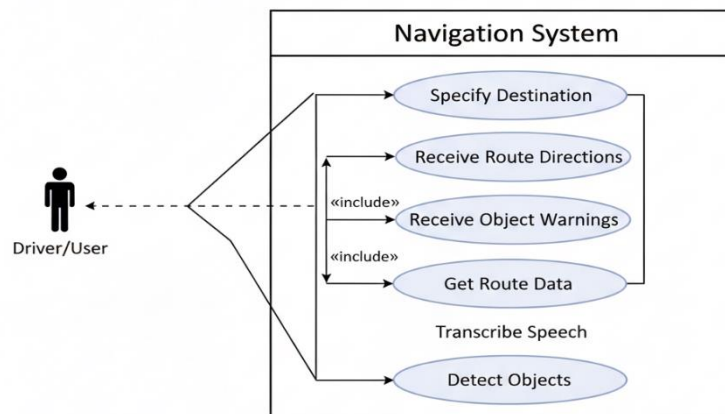 Navigation System
Specify Destination
Receive Route Directions
«include»
Receive Object Warnings
Driver/User
«include»
Get Route Data
Transcribe Speech
Detect Objects